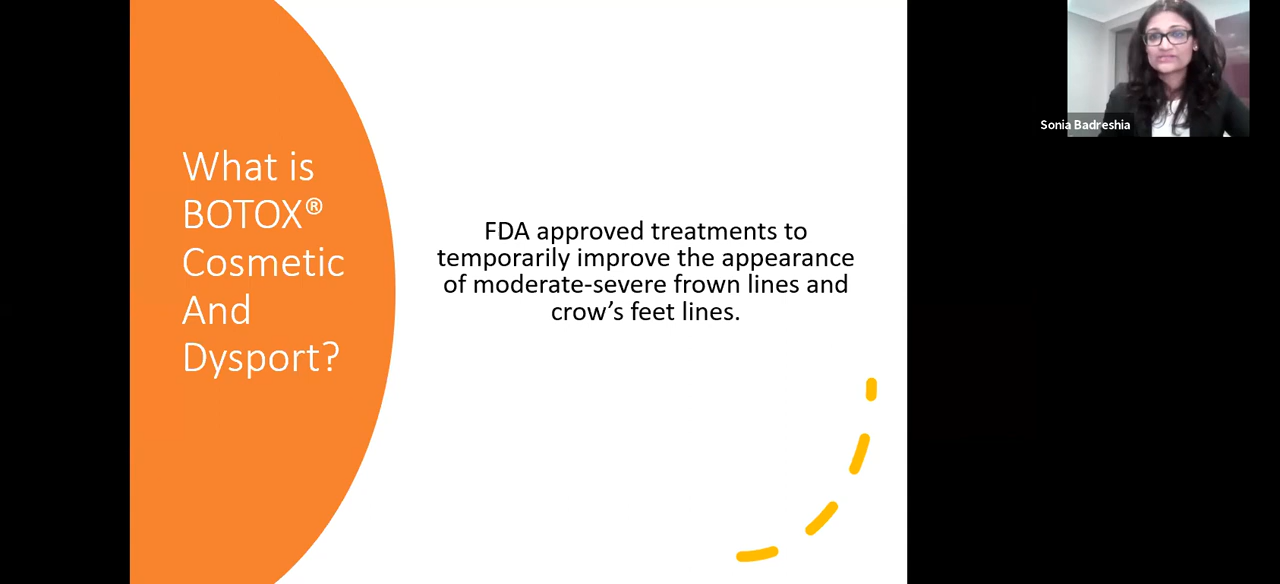 What is
BOTOX®
Cosmetic
And
Dysport?
FDA approved treatments to
temporarily improve the appearance
of moderate-severe frown lines and
crow’s feet lines.
Sonia Badreshia